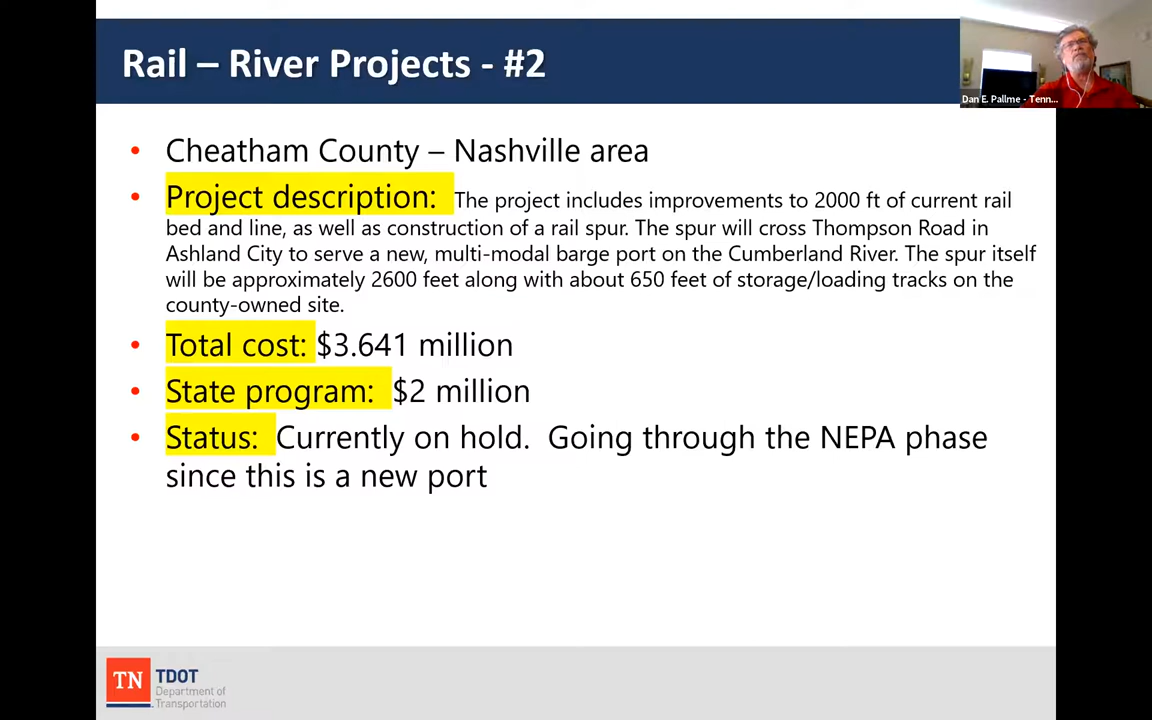 Rail – River Projects - #2
Dan E. Pallme - Tenn...
• Cheatham County – Nashville area
• Project description: The project includes improvements to 2000 ft of current rail
bed and line, as well as construction of a rail spur. The spur will cross Thompson Road in
Ashland City to serve a new, multi-modal barge port on the Cumberland River. The spur itself
will be approximately 2600 feet along with about 650 feet of storage/loading tracks on the
county-owned site.
• Total cost: $3.641 million
• State program: $2 million
• Status: Currently on hold. Going through the NEPA phase
since this is a new port
TN
TDOT
Department of
Transportation